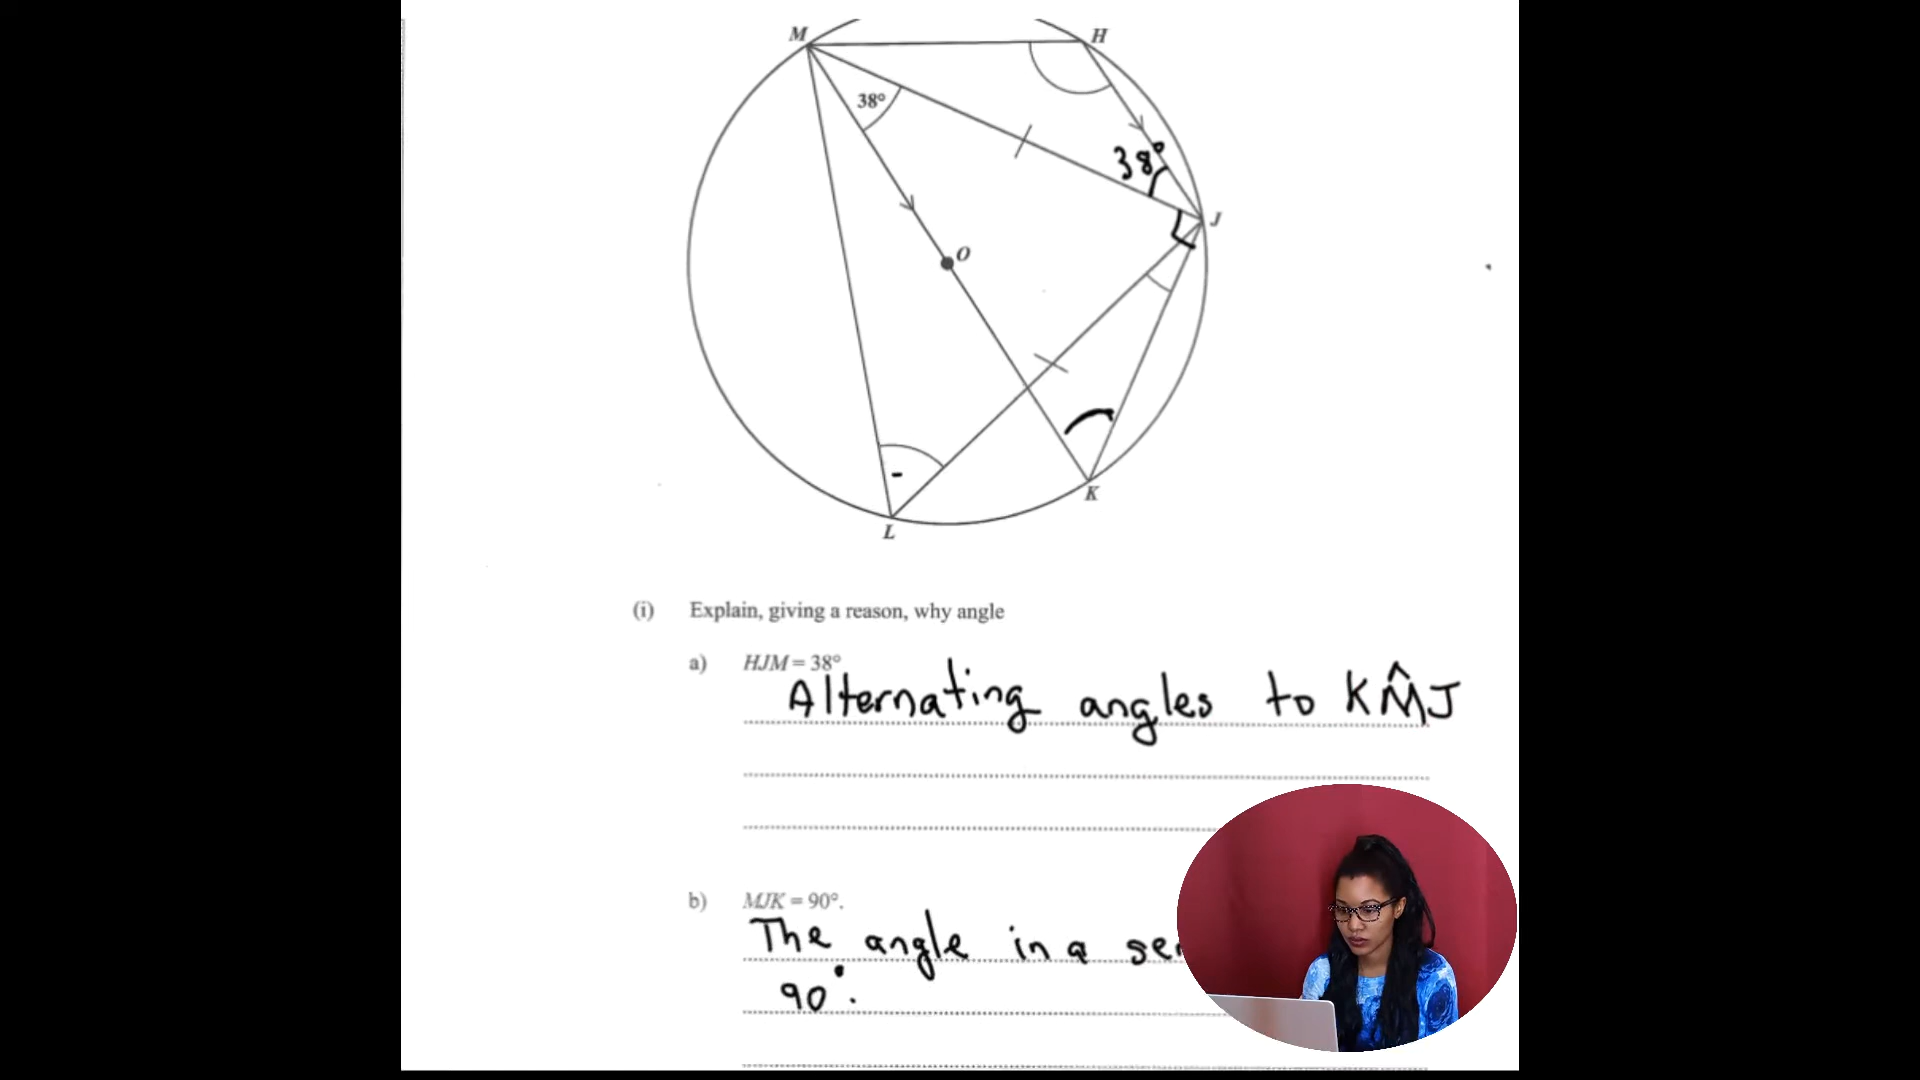 M
H
38°
38°
J
O
K
L
(i) Explain, giving a reason, why angle
a) HJM = 38°
Alternating angles to KM̂J
b) MJK = 90°.
The angle in a
90°.